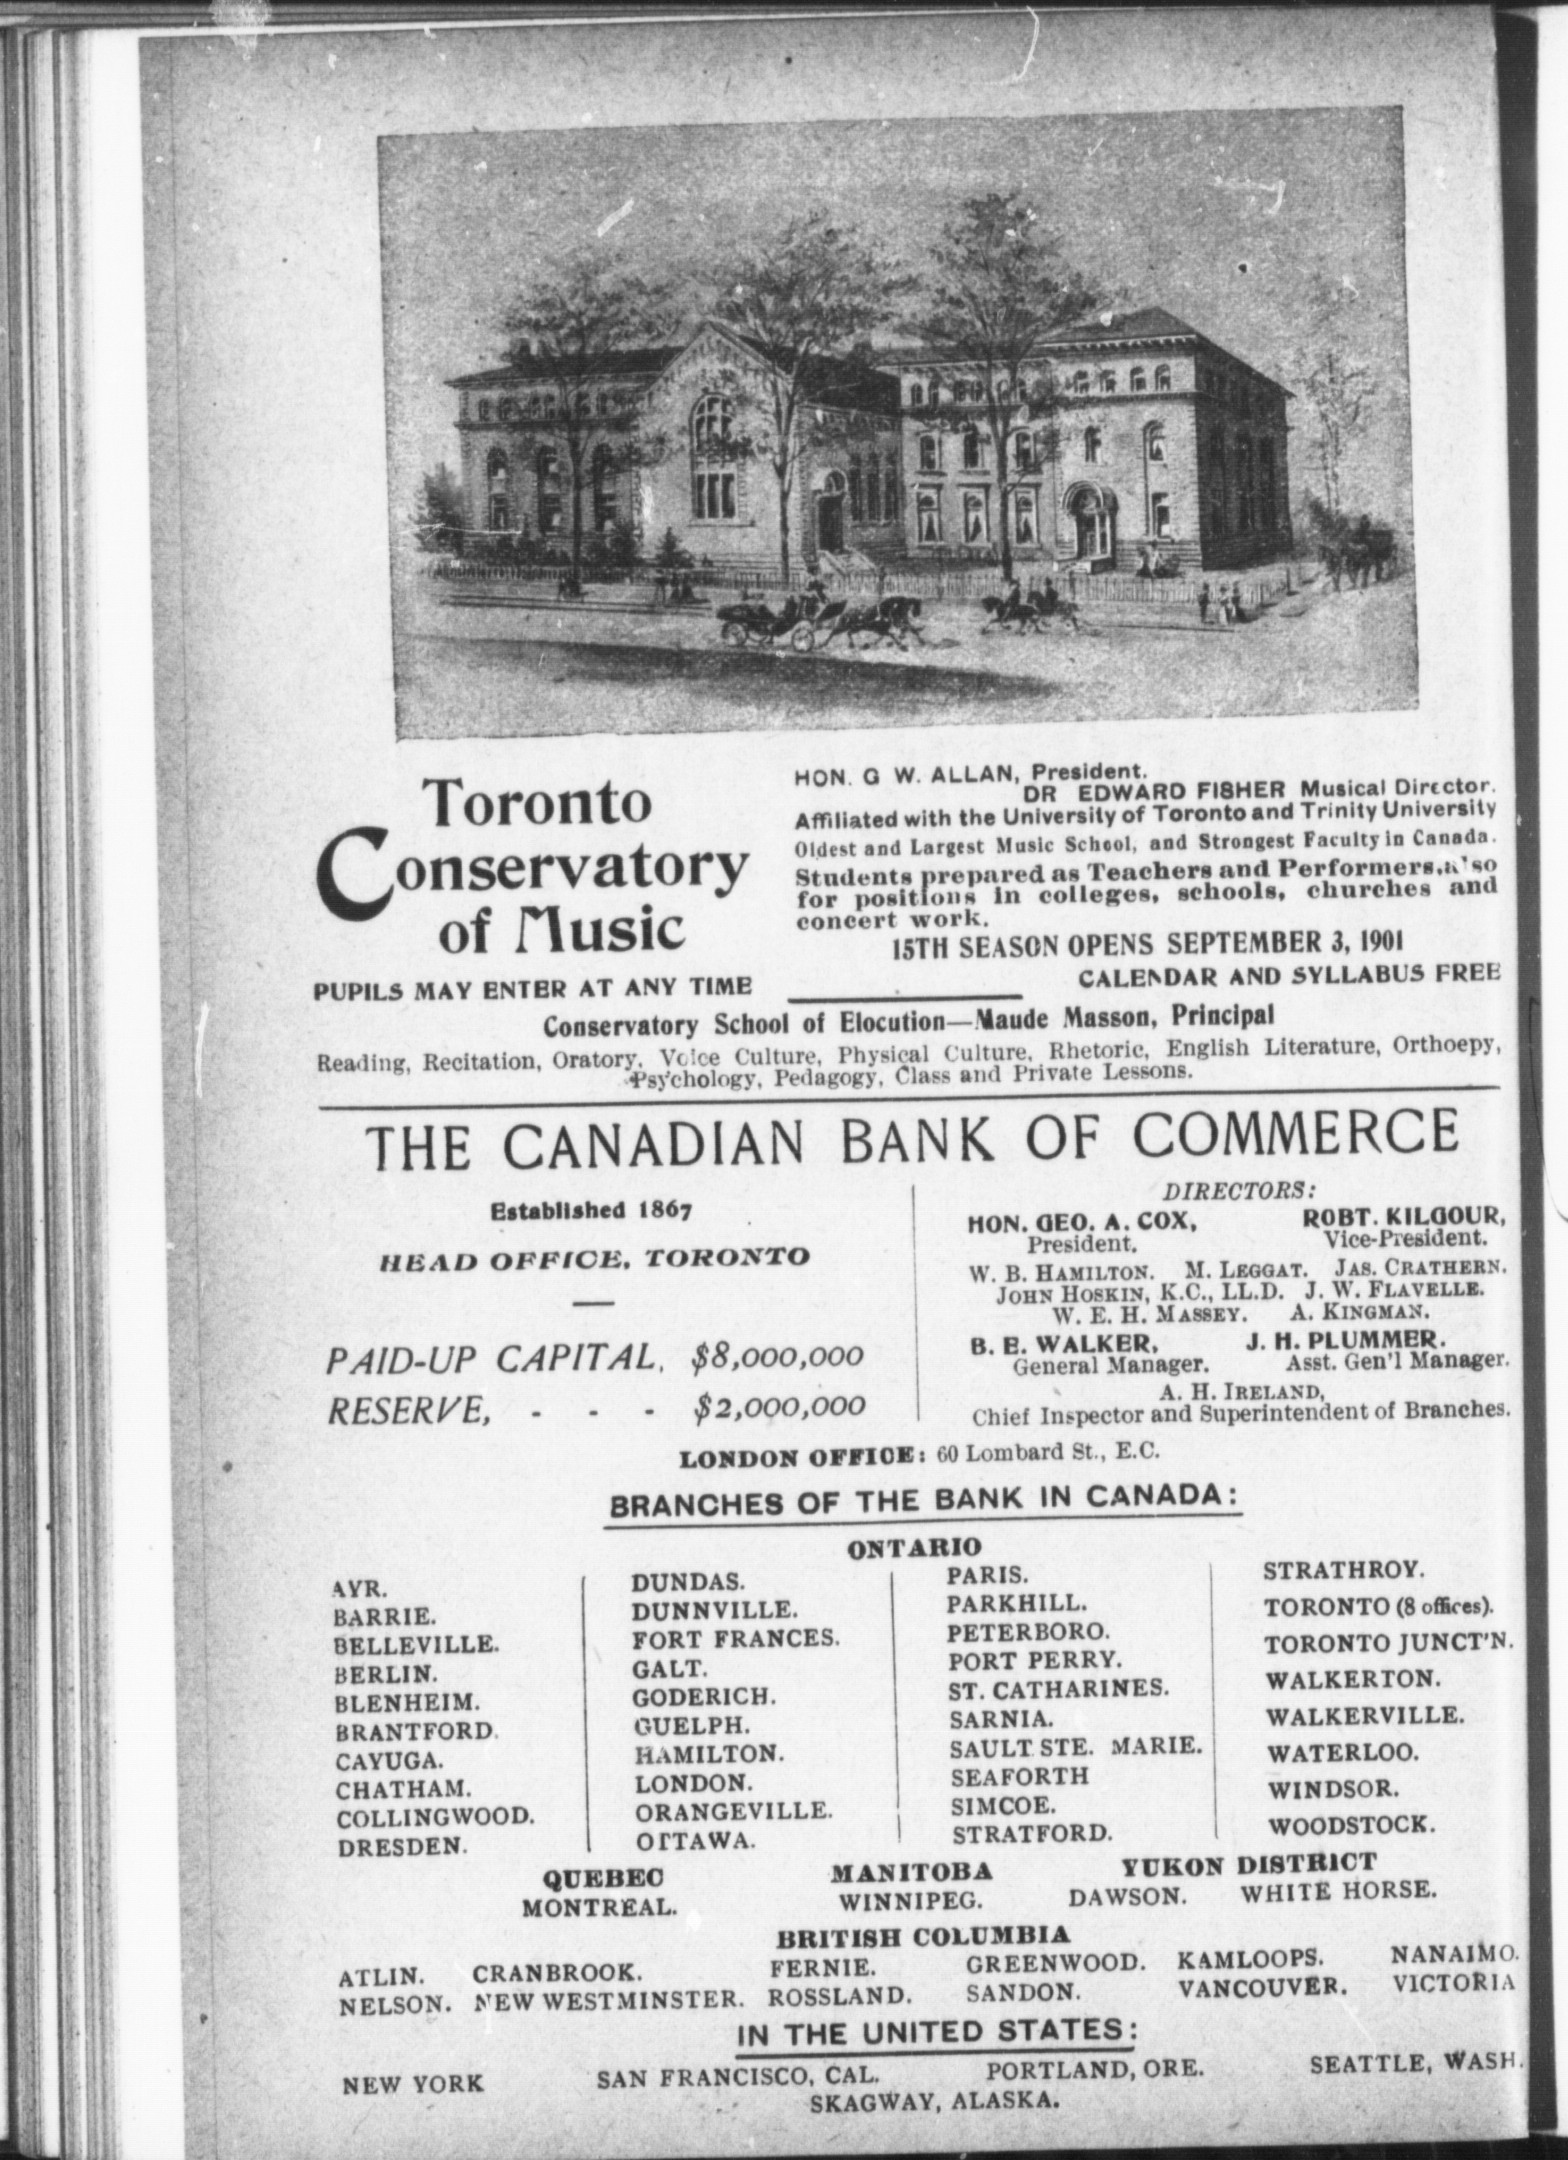 Toronto
Conservatory
of Music
PUPILS MAY ENTER AT ANY TIME
HON. G W. ALLAN, President.
DR EDWARD FISHER Musical Director.
Affiliated with the University of Toronto and Trinity University
Oldest and Largest Music School, and Strongest Faculty in Canada.
Students prepared as Teachers and Performers, also
for positions in colleges, schools, churches and
concert work.
15TH SEASON OPENS SEPTEMBER 3, 1901
CALENDAR AND SYLLABUS FREE
Conservatory School of Elocution—Maude Masson, Principal
Reading, Recitation, Oratory, Voice Culture, Physical Culture, Rhetoric, English Literature, Orthoepy,
Psychology, Pedagogy, Class and Private Lessons.
THE CANADIAN BANK OF COMMERCE
Established 1867
HEAD OFFICE, TORONTO
PAID-UP CAPITAL, $8,000,000
RESERVE, - - - $2,000,000
DIRECTORS:
HON. GEO. A. COX, ROBT. KILGOUR,
President. Vice-President.
W. B. HAMILTON. M. LEGGAT. JAS. CRATHERN.
JOHN HOSKIN, K.C., LL.D. J. W. FLAVELLE.
W. E. H. MASSEY. A. KINGMAN.
B. E. WALKER, J. H. PLUMMER.
General Manager. Asst. Gen'l Manager.
A. H. IRELAND,
Chief Inspector and Superintendent of Branches.
LONDON OFFICE: 60 Lombard St., E.C.
BRANCHES OF THE BANK IN CANADA:
ONTARIO
AYR.
BARRIE.
BELLEVILLE.
BERLIN.
BLENHEIM.
BRANTFORD.
CAYUGA.
CHATHAM.
COLLINGWOOD.
DRESDEN.
DUNDAS.
DUNNVILLE.
FORT FRANCES.
GALT.
GODERICH.
GUELPH.
HAMILTON.
LONDON.
ORANGEVILLE.
OTTAWA.
PARIS.
PARKHILL.
PETERBORO.
PORT PERRY.
ST. CATHARINES.
SARNIA.
SAULT STE. MARIE.
SEAFORTH
SIMCOE.
STRATFORD.
STRATHROY.
TORONTO (8 offices).
TORONTO JUNCT'N.
WALKERTON.
WALKERVILLE.
WATERLOO.
WINDSOR.
WOODSTOCK.
QUEBEC MANITOBA YUKON DISTRICT
MONTREAL. WINNIPEG. DAWSON. WHITE HORSE.
BRITISH COLUMBIA
ATLIN. CRANBROOK. FERNIE. GREENWOOD. KAMLOOPS. NANAIMO.
NELSON. NEW WESTMINSTER. ROSSLAND. SANDON. VANCOUVER. VICTORIA
IN THE UNITED STATES:
NEW YORK SAN FRANCISCO, CAL. PORTLAND, ORE. SEATTLE, WASH.
SKAGWAY, ALASKA.